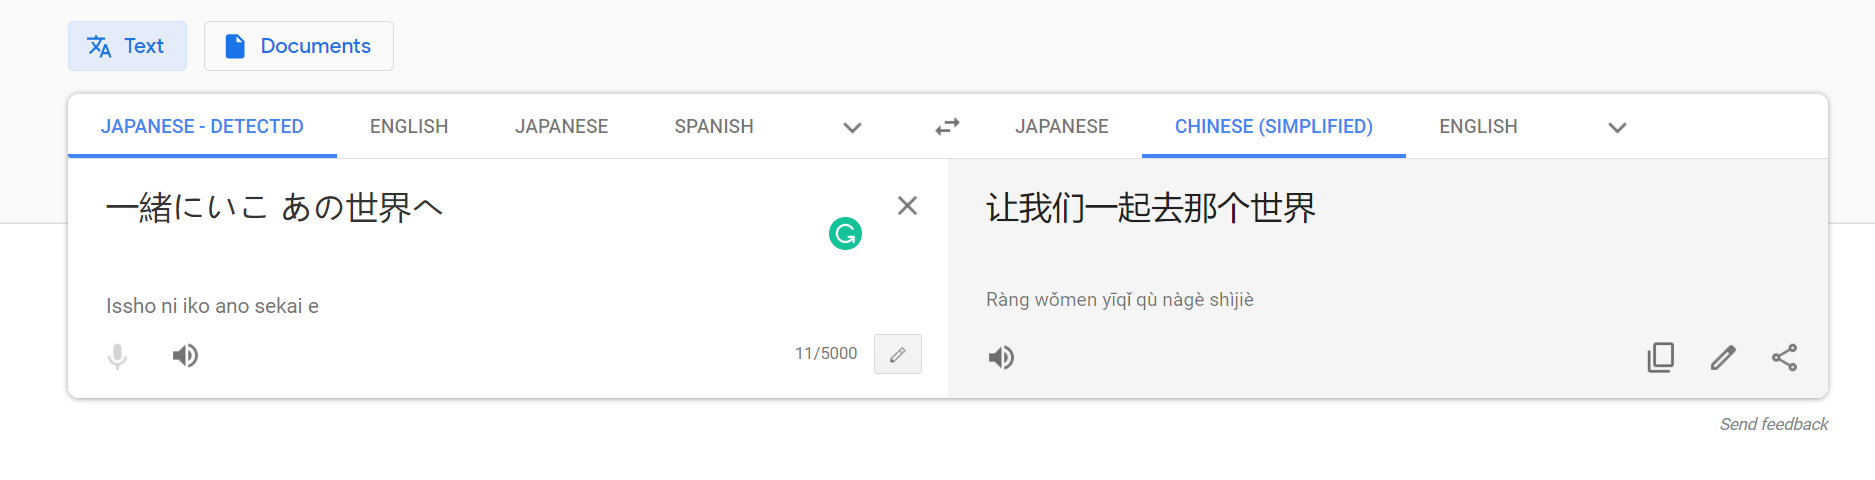 Text
Documents
JAPANESE - DETECTED ENGLISH JAPANESE SPANISH JAPANESE CHINESE (SIMPLIFIED) ENGLISH
一緒にいこ あの世界へ
Issho ni iko ano sekai e
11/5000
让我们一起去那个世界
Ràng wǒmen yīqǐ qù nàgè shìjiè
Send feedback